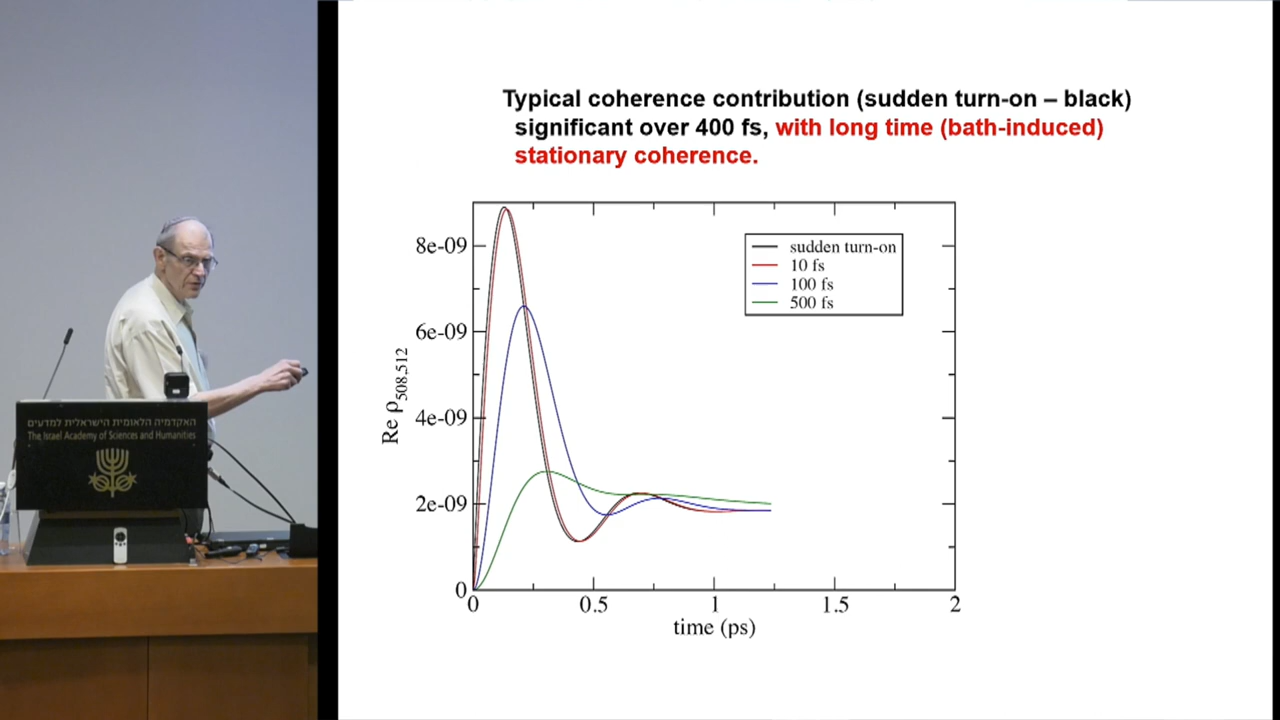 Typical coherence contribution (sudden turn-on – black)
significant over 400 fs, with long time (bath-induced)
stationary coherence.
sudden turn-on
10 fs
100 fs
500 fs
8e-09
6e-09
4e-09
2e-09
0
Re ρ508,512
0 0.5 1 1.5 2
time (ps)
האקדמיה הלאומית הישראלית למדעים
The Israel Academy of Sciences and Humanities